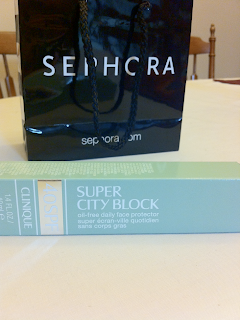 SEPHORA
sephora.com
SUPER
CITY BLOCK
oil-free daily face protector
super écran-ville quotidien
sans corps gras
CLINIQUE